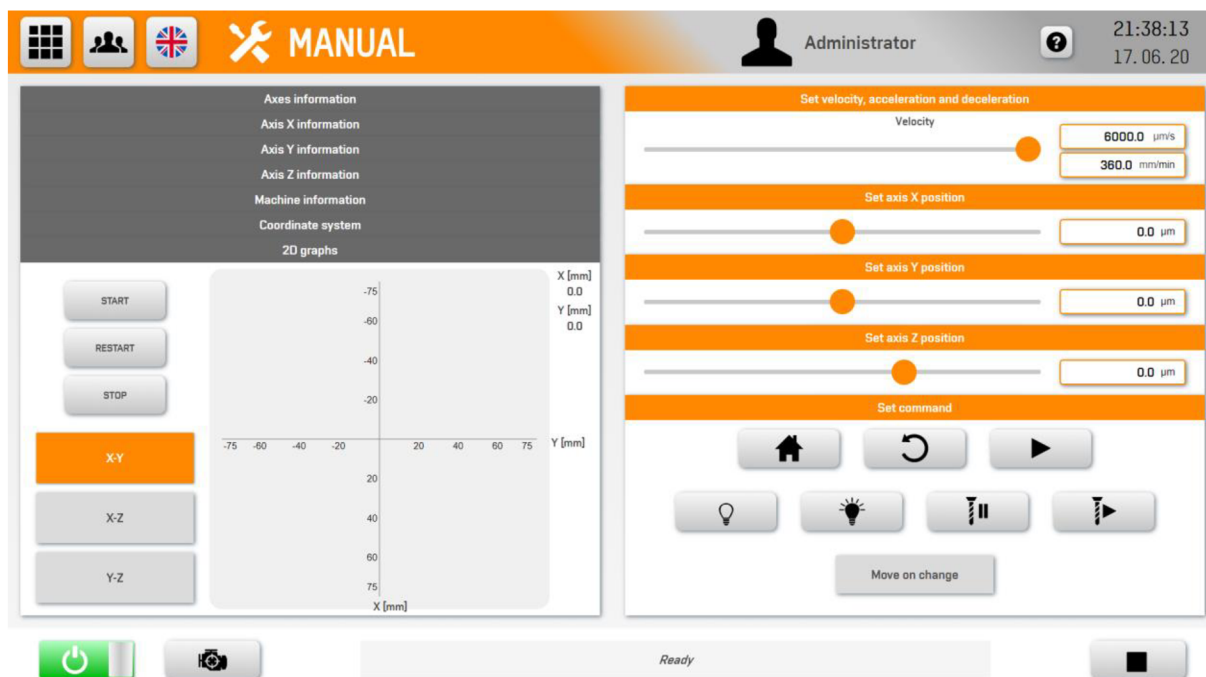 MANUAL
Administrator
?
21:38:13
17. 06. 20
Axes information
Axis X information
Axis Y information
Axis Z information
Machine information
Coordinate system
2D graphs
START
RESTART
STOP
X-Y
X-Z
Y-Z
X [mm]
0.0
Y [mm]
0.0
-75
-60
-40
-20
-75 -60 -40 -20 20 40 60 75 Y [mm]
20
40
60
75
X [mm]
Set velocity, acceleration and deceleration
Velocity
6000.0 µm/s
360.0 mm/min
Set axis X position
0.0 µm
Set axis Y position
0.0 µm
Set axis Z position
0.0 µm
Set command
Move on change
Ready